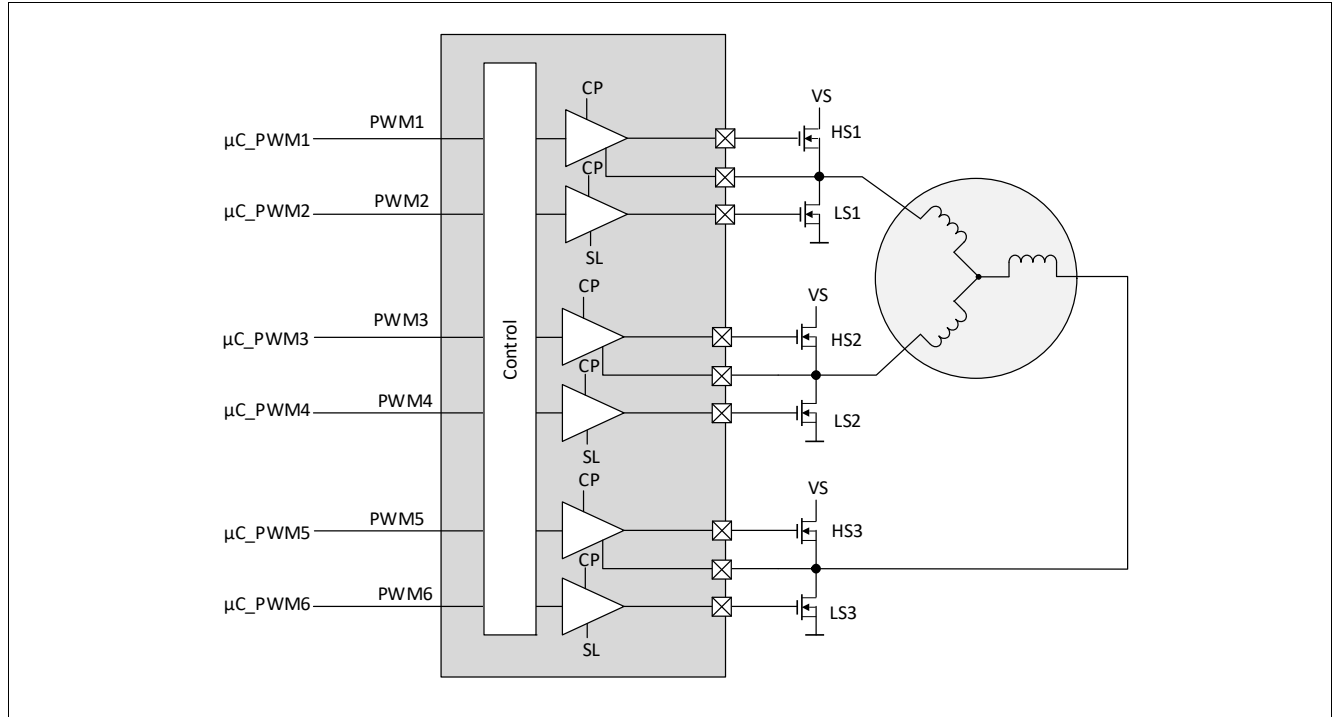 CP
VS
µC_PWM1
PWM1
HS1
CP
µC_PWM2
PWM2
LS1
SL
CP
VS
µC_PWM3
PWM3
HS2
Control
CP
µC_PWM4
PWM4
LS2
SL
CP
VS
µC_PWM5
PWM5
HS3
CP
µC_PWM6
PWM6
LS3
SL